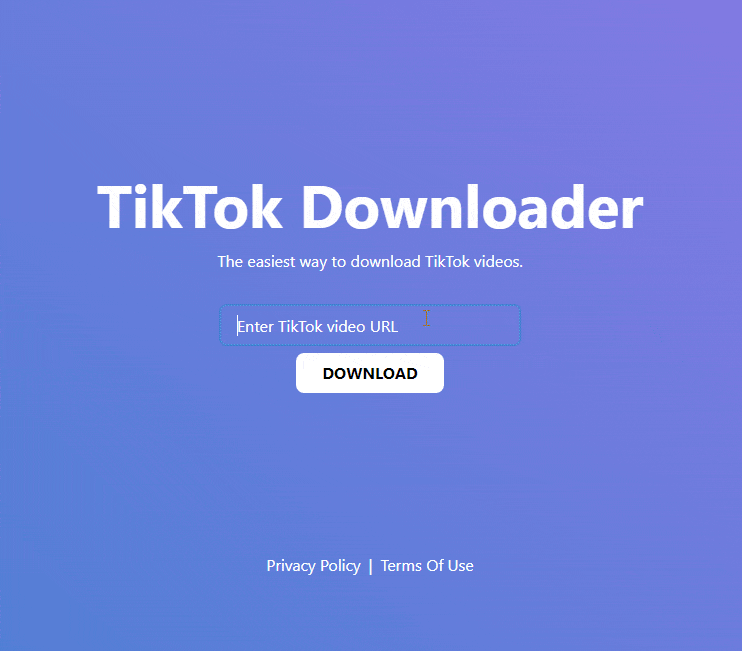 TikTok Downloader
The easiest way to download TikTok videos.
Enter TikTok video URL
DOWNLOAD
Privacy Policy | Terms Of Use